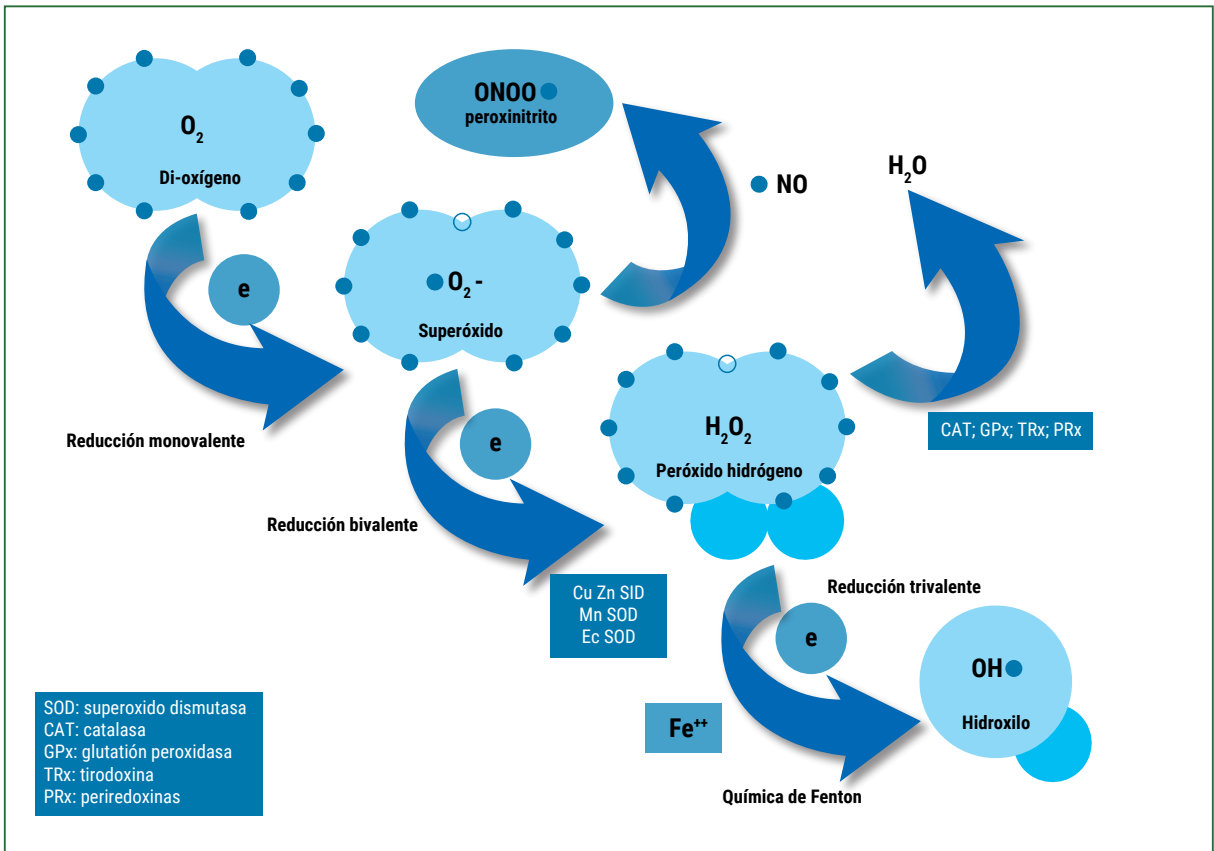 O₂
Di-oxígeno
e
Reducción monovalente
ONOO●
peroxinitrito
● NO
H₂O
●O₂-
Superóxido
e
Reducción bivalente
Cu Zn SID
Mn SOD
Ec SOD
H₂O₂
Peróxido hidrógeno
CAT; GPx; TRx; PRx
Reducción trivalente
e
Fe⁺⁺
Química de Fenton
OH●
Hidroxilo
SOD: superoxido dismutasa
CAT: catalasa
GPx: glutatión peroxidasa
TRx: tirodoxina
PRx: periredoxinas